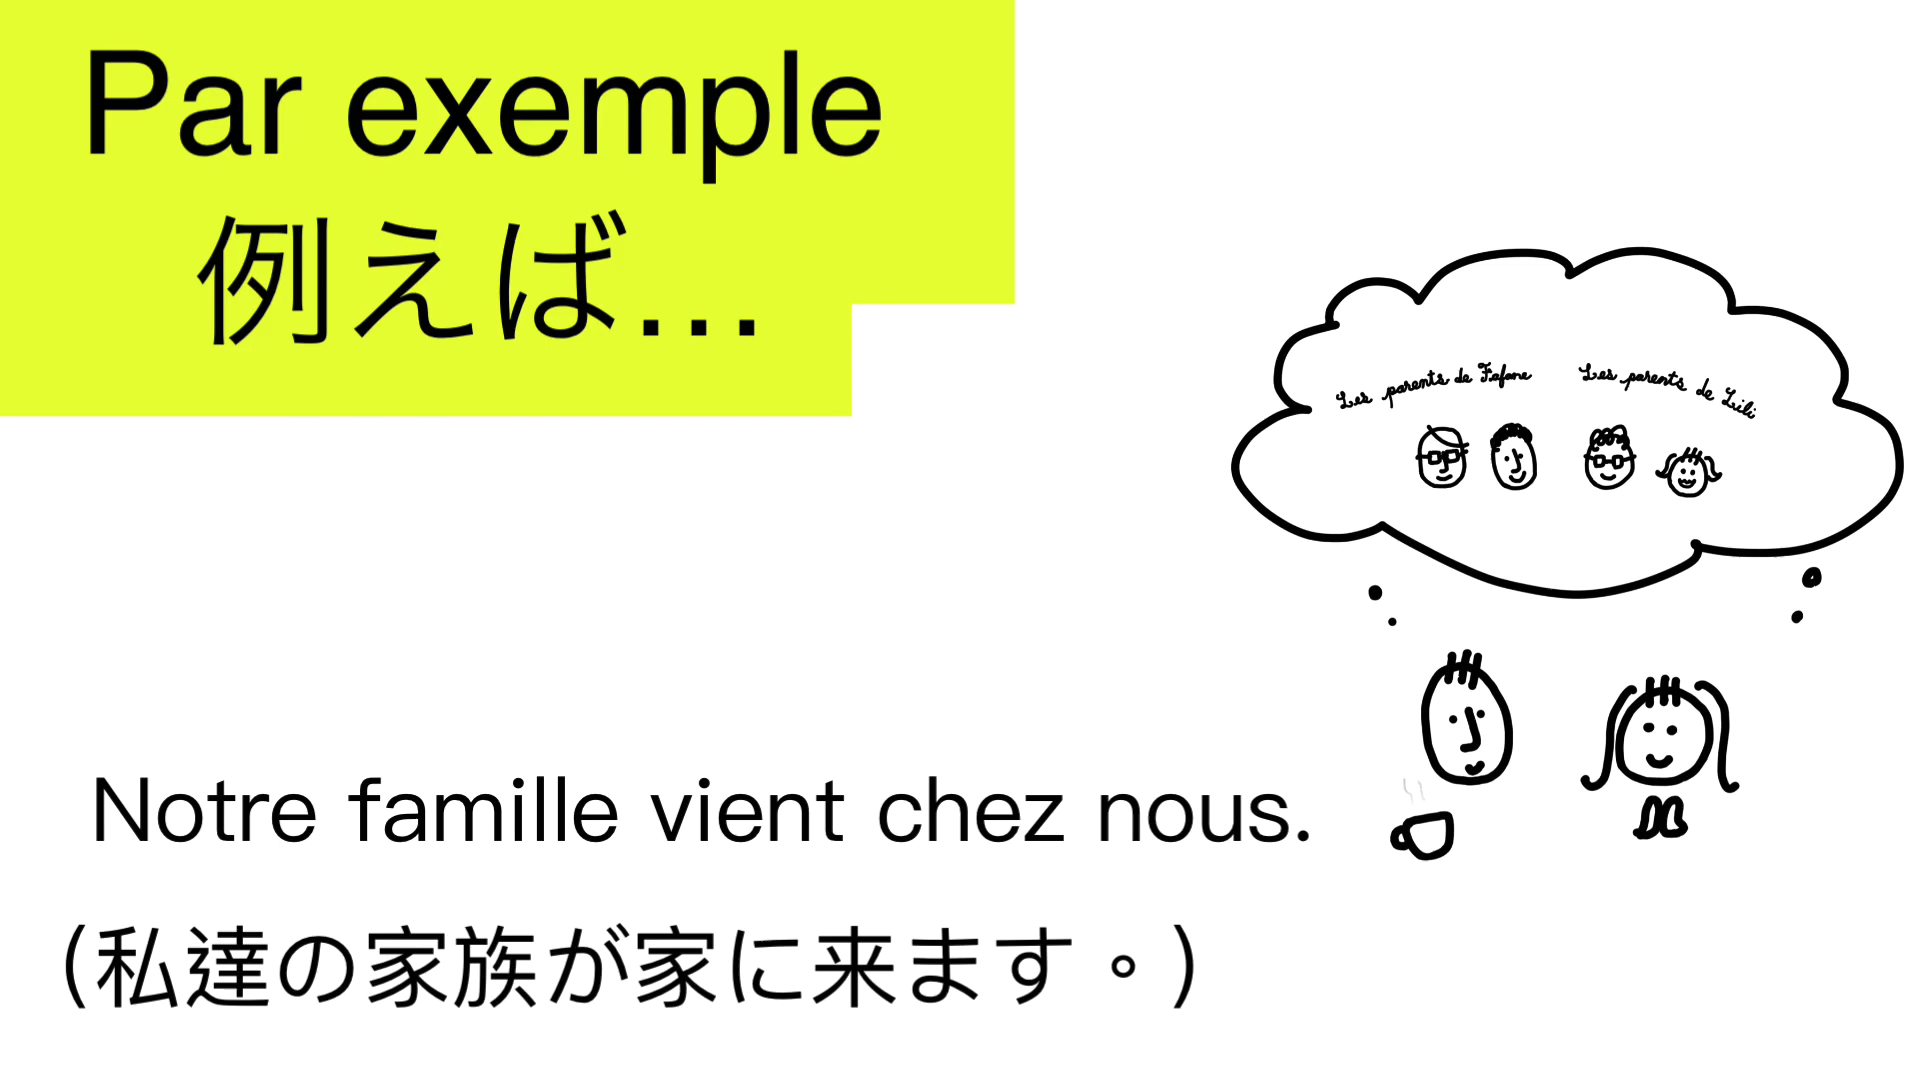 Par exemple
例えば...
Les parents de Fafane
Les parents de Lili
Notre famille vient chez nous.
(私達の家族が家に来ます。)